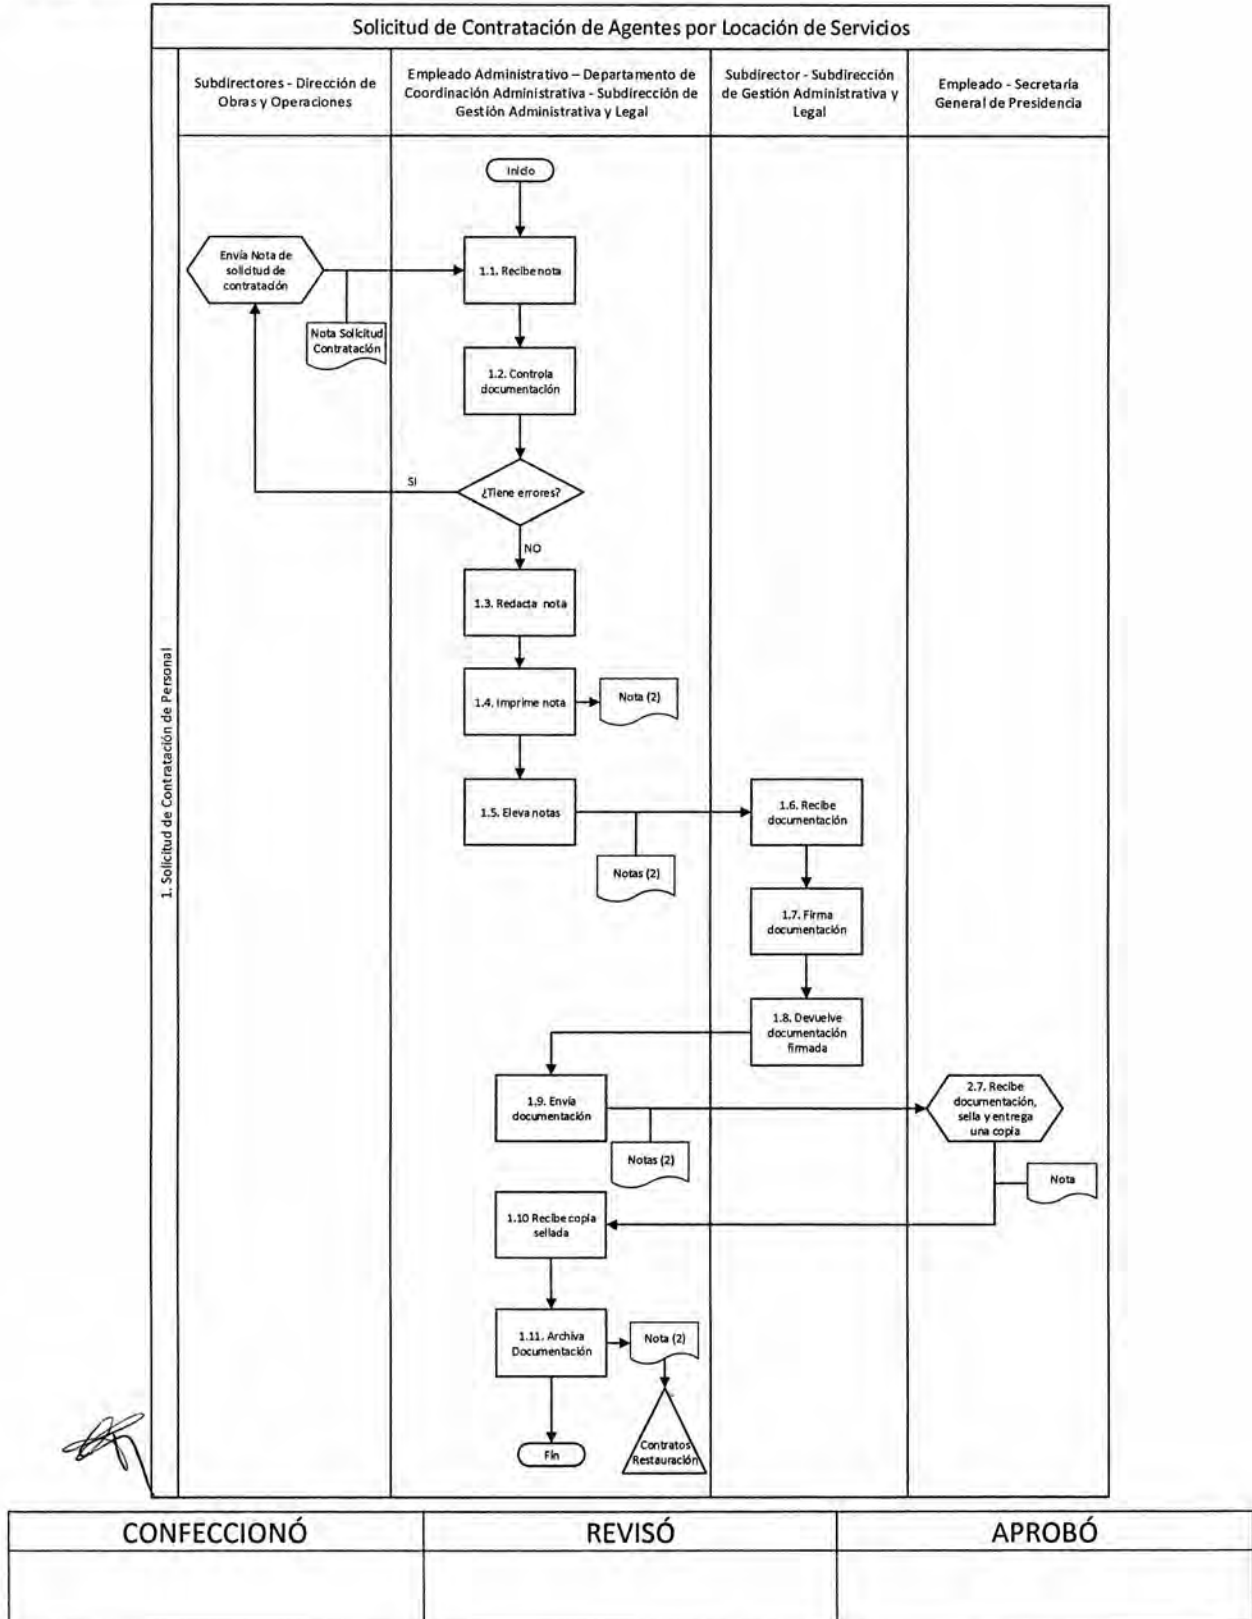 Solicitud de Contratación de Agentes por Locación de Servicios
Subdirectores - Dirección de
Obras y Operaciones
Empleado Administrativo – Departamento de
Coordinación Administrativa - Subdirección de
Gestión Administrativa y Legal
Subdirector - Subdirección
de Gestión Administrativa y
Legal
Empleado - Secretaría
General de Presidencia
1. Solicitud de Contratación de Personal
Inicio
Envía Nota de
solicitud de
contratación
1.1. Recibe nota
Nota Solicitud
Contratación
1.2. Controla
documentación
SI
¿Tiene errores?
NO
1.3. Redacta nota
1.4. Imprime nota
Nota (2)
1.5. Eleva notas
Notas (2)
1.6. Recibe
documentación
1.7. Firma
documentación
1.8. Devuelve
documentación
firmada
1.9. Envía
documentación
Notas (2)
2.7. Recibe
documentación,
sella y entrega
una copia
Nota
1.10 Recibe copia
sellada
1.11. Archiva
Documentación
Nota (2)
Contratos
Restauración
Fin
CONFECCIONÓ
REVISÓ
APROBÓ